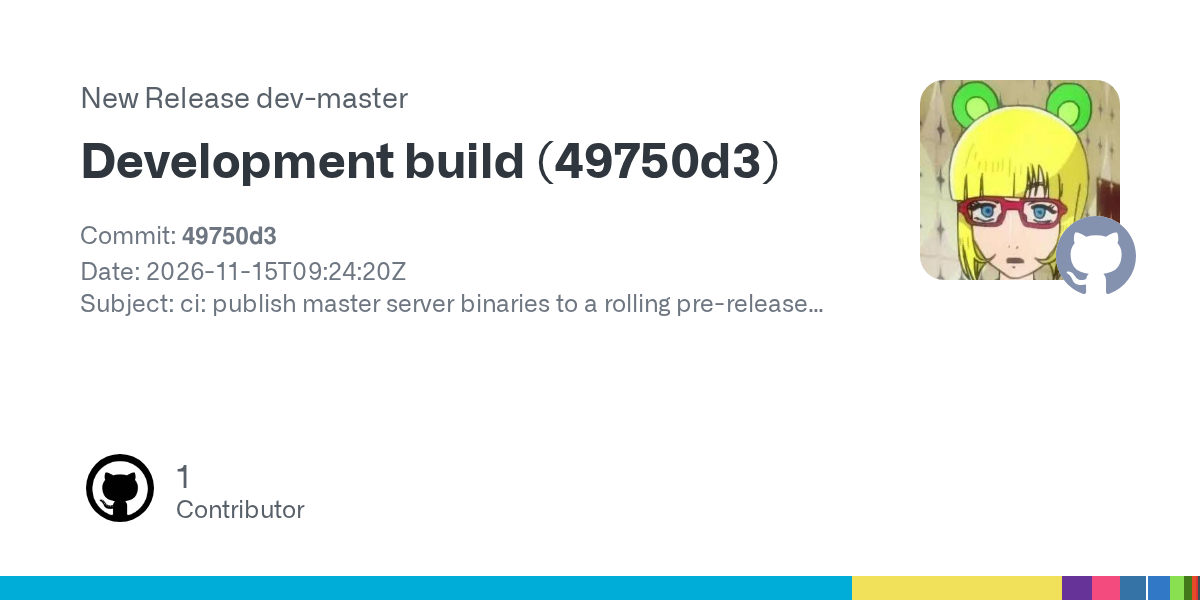 New Release dev-master
Development build (49750d3)
Commit: 49750d3
Date: 2026-11-15T09:24:20Z
Subject: ci: publish master server binaries to a rolling pre-release...
1
Contributor